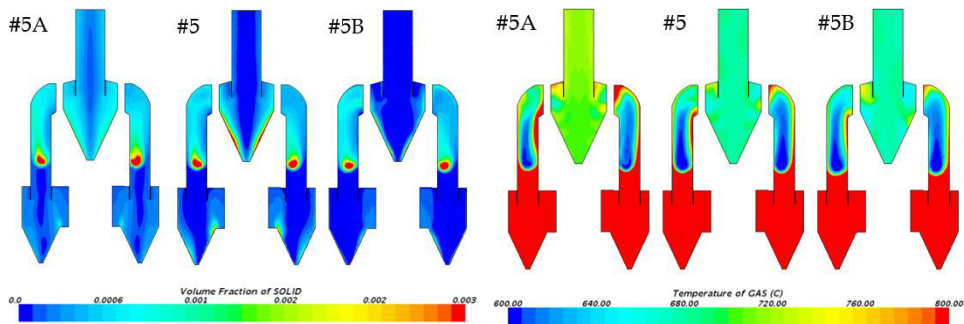 #5A #5 #5B #5A #5 #5B
Volume Fraction of SOLID Temperature of GAS (C)
0.0 0.0006 0.001 0.002 0.002 0.003 600.00 640.00 680.00 720.00 760.00 800.00